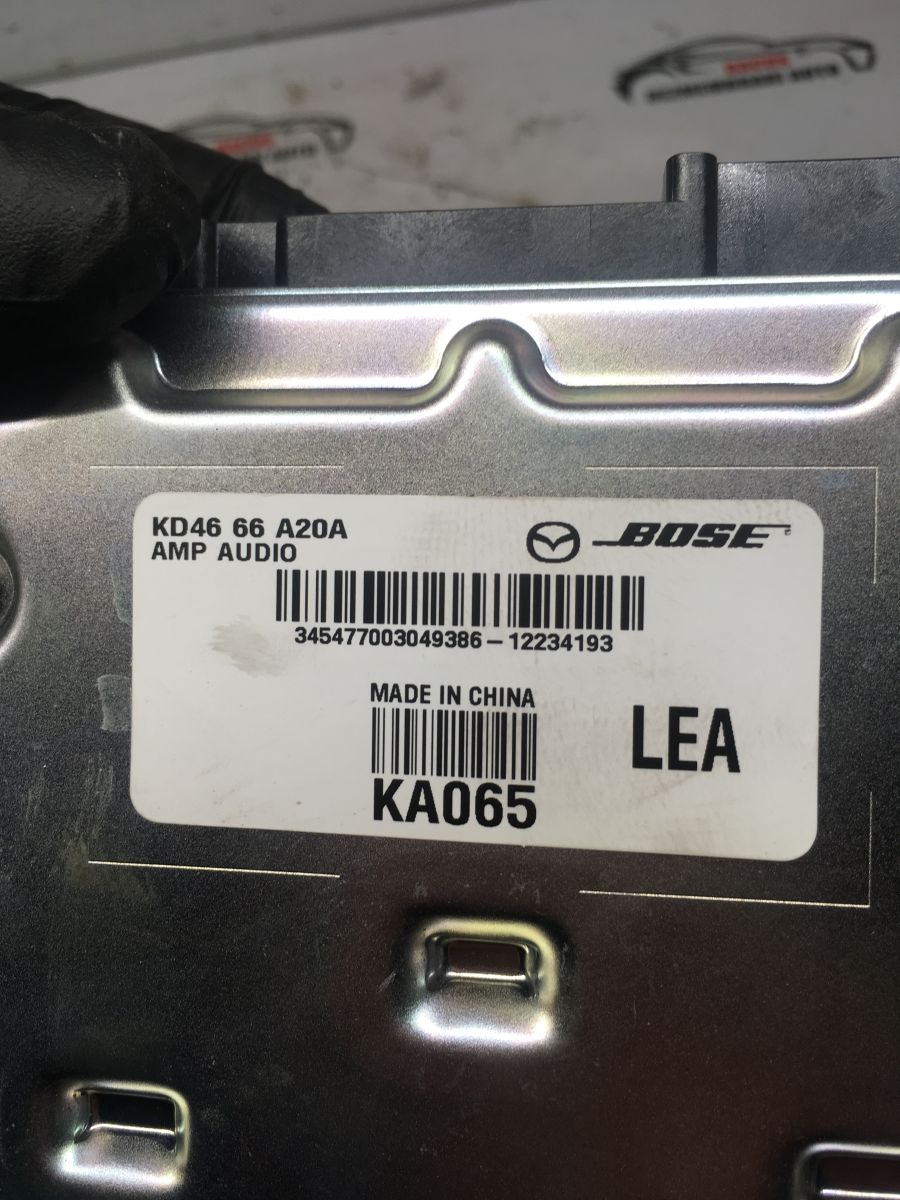 KD46 66 A20A
AMP AUDIO
BOSE
345477003049386-12234193
MADE IN CHINA
KA065
LEA